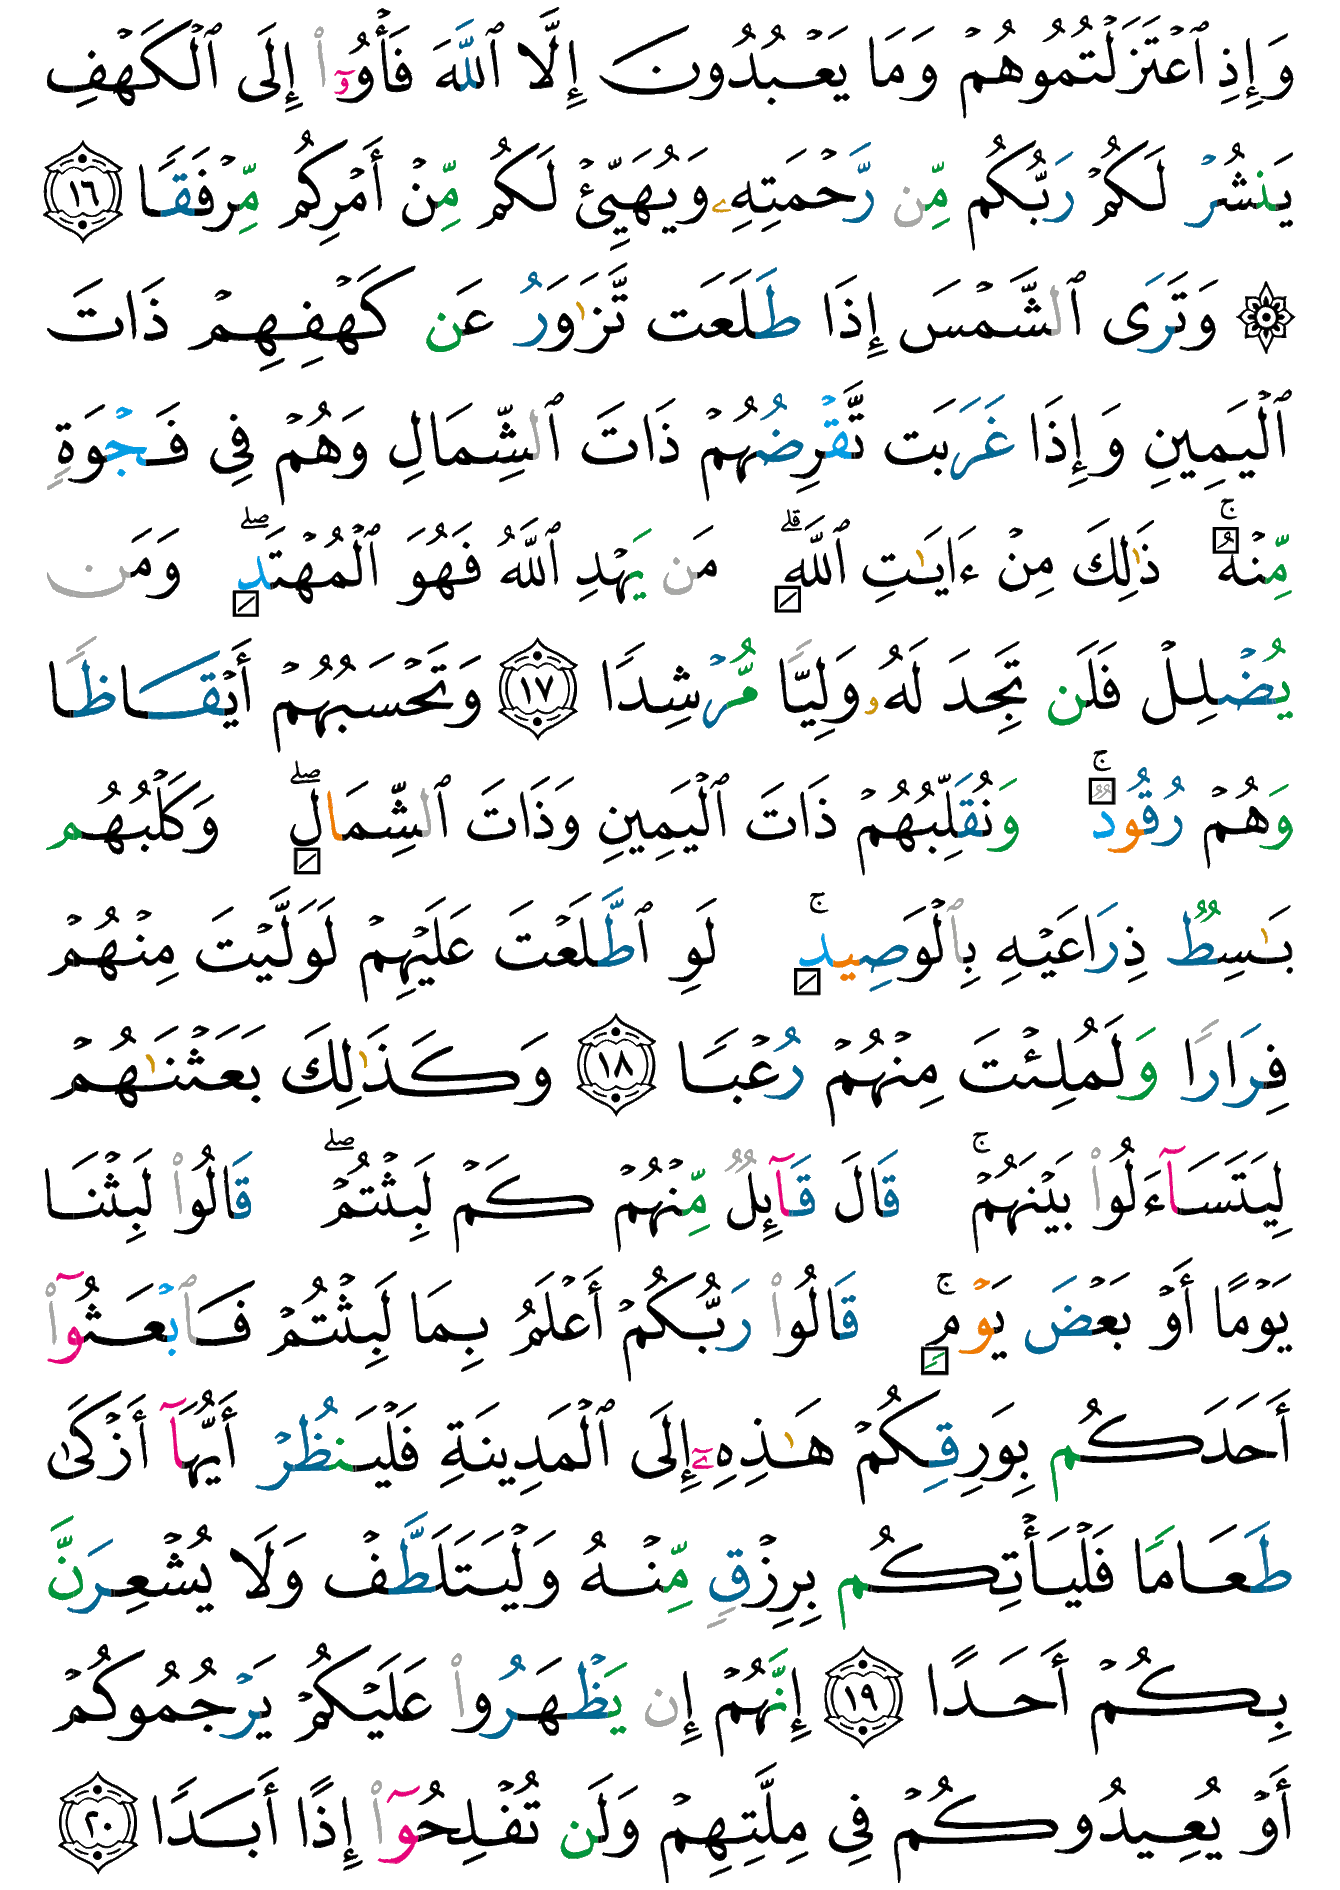 وَإِذِ ٱعۡتَزَلۡتُمُوهُمۡ وَمَا يَعۡبُدُونَ إِلَّا ٱللَّهَ فَأۡوُۥٓاْ إِلَى ٱلۡكَهۡفِ
يَنشُرۡ لَكُمۡ رَبُّكُم مِّن رَّحۡمَتِهِۦ وَيُهَيِّئۡ لَكُم مِّنۡ أَمۡرِكُم مِّرۡفَقٗا ١٦
۞ وَتَرَى ٱلشَّمۡسَ إِذَا طَلَعَت تَّزَٰوَرُ عَن كَهۡفِهِمۡ ذَاتَ
ٱلۡيَمِينِ وَإِذَا غَرَبَت تَّقۡرِضُهُمۡ ذَاتَ ٱلشِّمَالِ وَهُمۡ فِي فَجۡوَةٖ
مِّنۡهُۚ ذَٰلِكَ مِنۡ ءَايَٰتِ ٱللَّهِۗ مَن يَهۡدِ ٱللَّهُ فَهُوَ ٱلۡمُهۡتَدِۖ وَمَن
يُضۡلِلۡ فَلَن تَجِدَ لَهُۥ وَلِيّٗا مُّرۡشِدٗا ١٧ وَتَحۡسَبُهُمۡ أَيۡقَاظٗا
وَهُمۡ رُقُودٞۚ وَنُقَلِّبُهُمۡ ذَاتَ ٱلۡيَمِينِ وَذَاتَ ٱلشِّمَالِۖ وَكَلۡبُهُم
بَٰسِطٞ ذِرَاعَيۡهِ بِٱلۡوَصِيدِۚ لَوِ ٱطَّلَعۡتَ عَلَيۡهِمۡ لَوَلَّيۡتَ مِنۡهُمۡ
فِرَارٗا وَلَمُلِئۡتَ مِنۡهُمۡ رُعۡبٗا ١٨ وَكَذَٰلِكَ بَعَثۡنَٰهُمۡ
لِيَتَسَآءَلُواْ بَيۡنَهُمۡۚ قَالَ قَآئِلٞ مِّنۡهُمۡ كَمۡ لَبِثۡتُمۡۖ قَالُواْ لَبِثۡنَا
يَوۡمًا أَوۡ بَعۡضَ يَوۡمٖۚ قَالُواْ رَبُّكُمۡ أَعۡلَمُ بِمَا لَبِثۡتُمۡ فَٱبۡعَثُوٓاْ
أَحَدَكُم بِوَرِقِكُمۡ هَٰذِهِۦٓ إِلَى ٱلۡمَدِينَةِ فَلۡيَنظُرۡ أَيُّهَآ أَزۡكَىٰ
طَعَامٗا فَلۡيَأۡتِكُم بِرِزۡقٖ مِّنۡهُ وَلۡيَتَلَطَّفۡ وَلَا يُشۡعِرَنَّ
بِكُمۡ أَحَدًا ١٩ إِنَّهُمۡ إِن يَظۡهَرُواْ عَلَيۡكُمۡ يَرۡجُمُوكُمۡ
أَوۡ يُعِيدُوكُمۡ فِي مِلَّتِهِمۡ وَلَن تُفۡلِحُوٓاْ إِذًا أَبَدٗا ٢٠